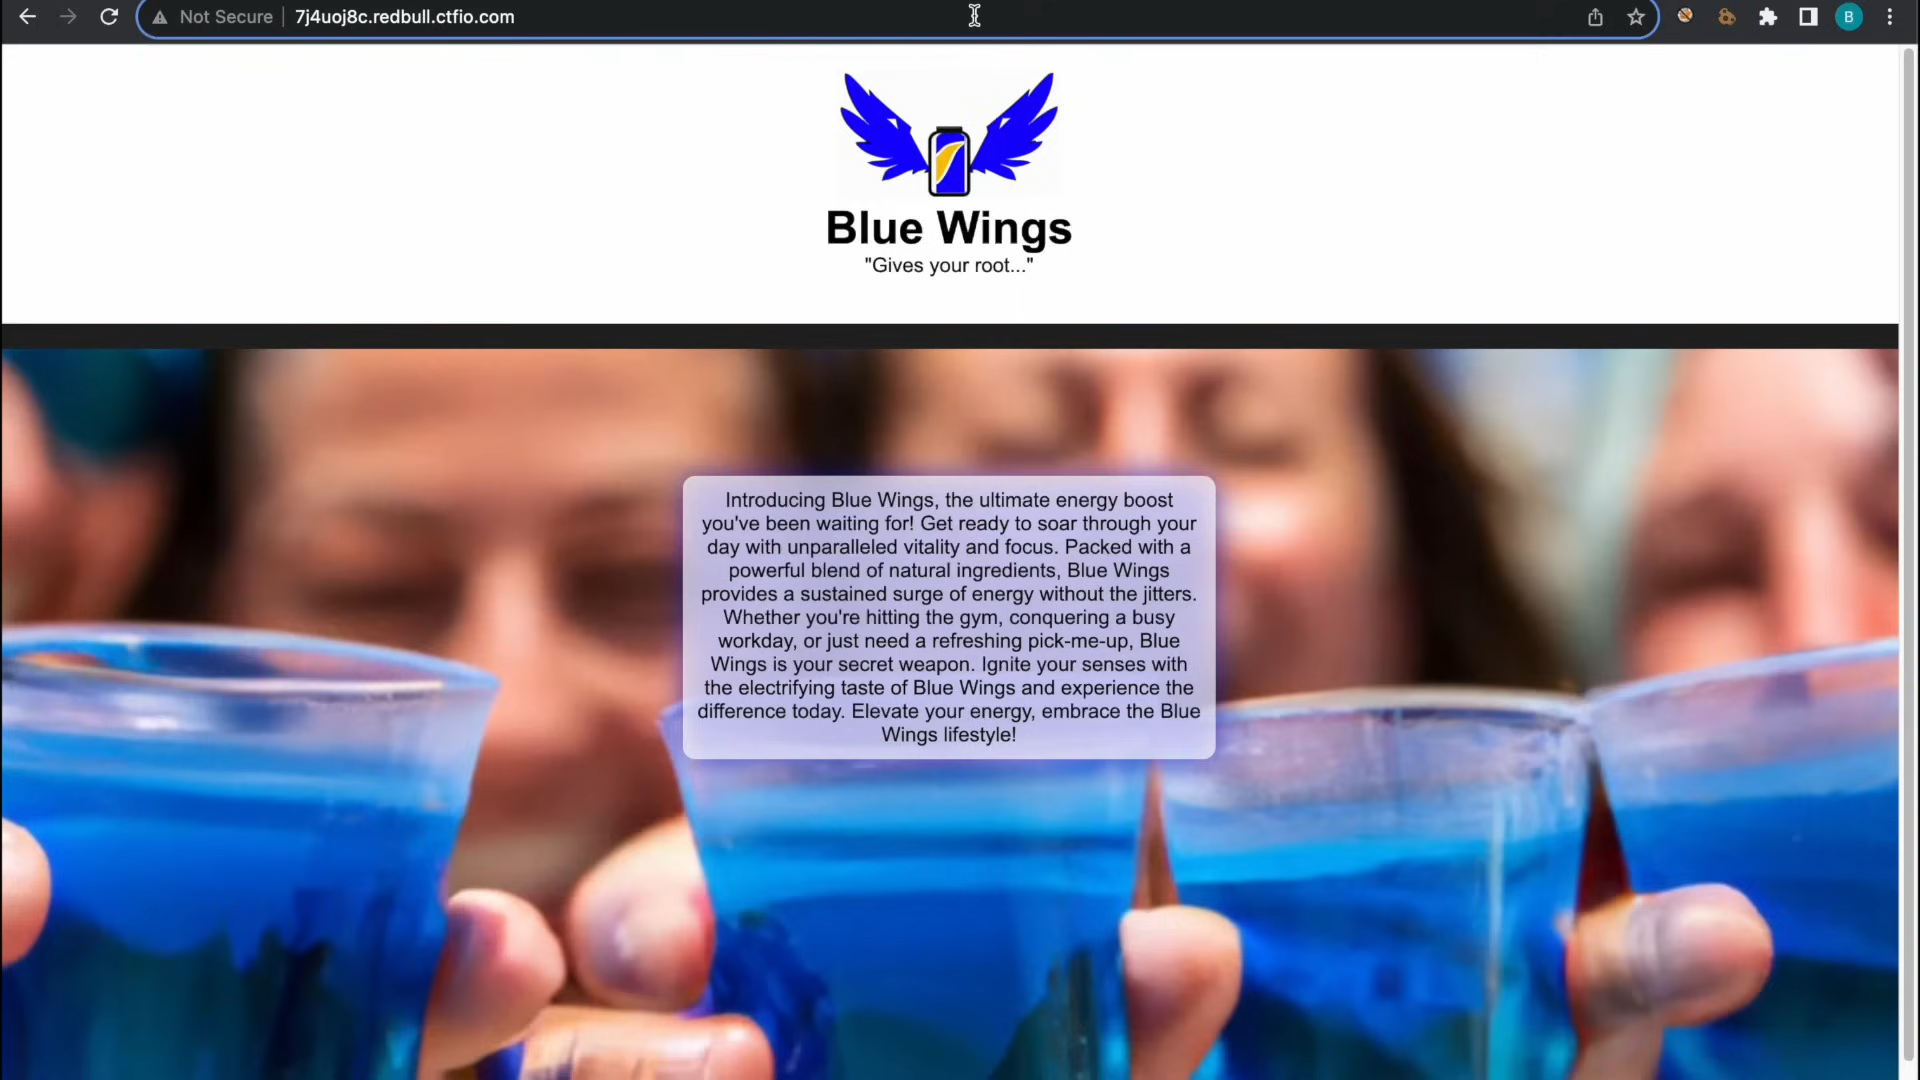 Not Secure
7j4uoj8c.redbull.ctfio.com
B
Blue Wings
"Gives your root..."
Introducing Blue Wings, the ultimate energy boost
you've been waiting for! Get ready to soar through your
day with unparalleled vitality and focus. Packed with a
powerful blend of natural ingredients, Blue Wings
provides a sustained surge of energy without the jitters.
Whether you're hitting the gym, conquering a busy
workday, or just need a refreshing pick-me-up, Blue
Wings is your secret weapon. Ignite your senses with
the electrifying taste of Blue Wings and experience the
difference today. Elevate your energy, embrace the Blue
Wings lifestyle!